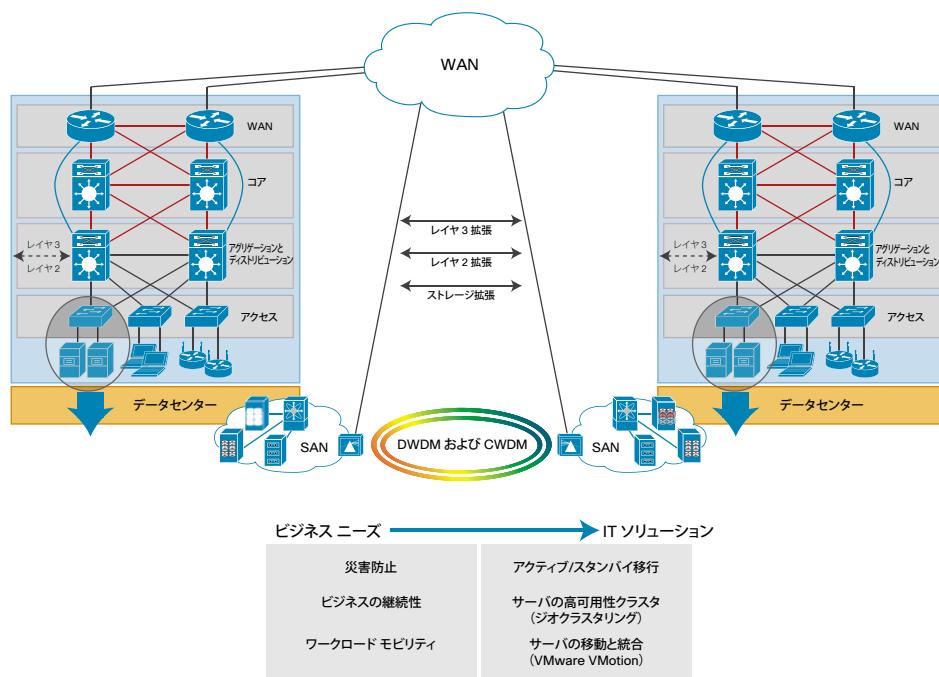 WAN
WAN
コア
レイヤ 3
レイヤ 2
アグリゲーションと
ディストリビューション
アクセス
データセンター
SAN
レイヤ 3 拡張
レイヤ 2 拡張
ストレージ拡張
DWDM および CWDM
WAN
コア
レイヤ 3
レイヤ 2
アグリゲーションと
ディストリビューション
アクセス
データセンター
SAN
ビジネス ニーズ
IT ソリューション
災害防止
アクティブ/スタンバイ移行
ビジネスの継続性
サーバの高可用性クラスタ
(ジオクラスタリング)
ワークロード モビリティ
サーバの移動と統合
(VMware VMotion)